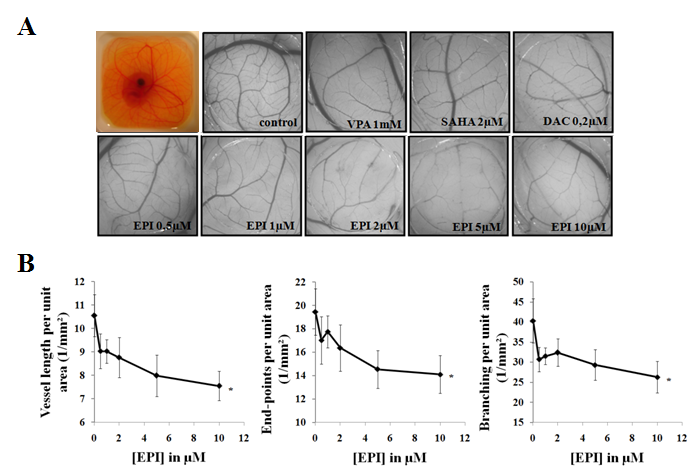 A
control
VPA 1mM
SAHA 2µM
DAC 0,2µM
EPI 0,5µM
EPI 1µM
EPI 2µM
EPI 5µM
EPI 10µM
B
Vessel length per unit
area (1/mm²)
12
11
10
9
8
7
6
0 2 4 6 8 10 12
*
[EPI] in µM
End-points per unit area
(1/mm²)
22
20
18
16
14
12
10
0 2 4 6 8 10 12
*
[EPI] in µM
Branching per unit area
(1/mm²)
50
45
40
35
30
25
20
15
0 2 4 6 8 10 12
*
[EPI] in µM